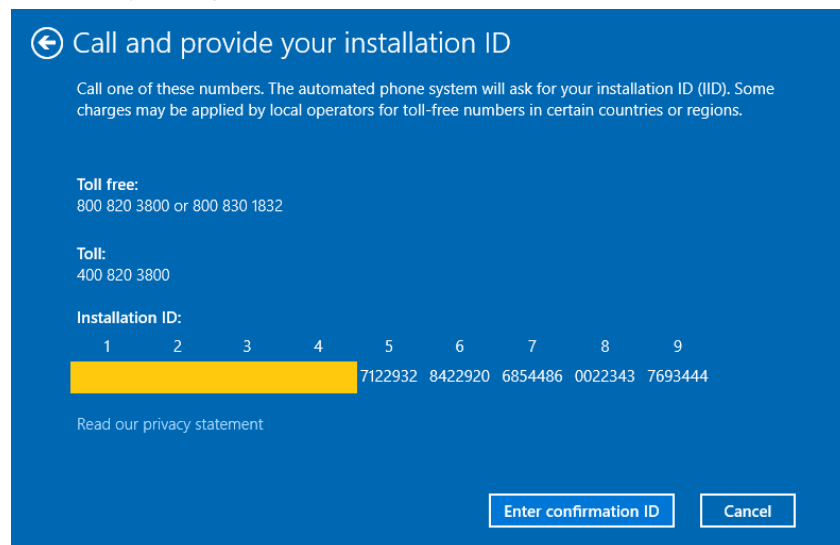 Call and provide your installation ID
Call one of these numbers. The automated phone system will ask for your installation ID (IID). Some
charges may be applied by local operators for toll-free numbers in certain countries or regions.
Toll free:
800 820 3800 or 800 830 1832
Toll:
400 820 3800
Installation ID:
1 2 3 4 5 6 7 8 9
7122932 8422920 6854486 0022343 7693444
Read our privacy statement
Enter confirmation ID Cancel